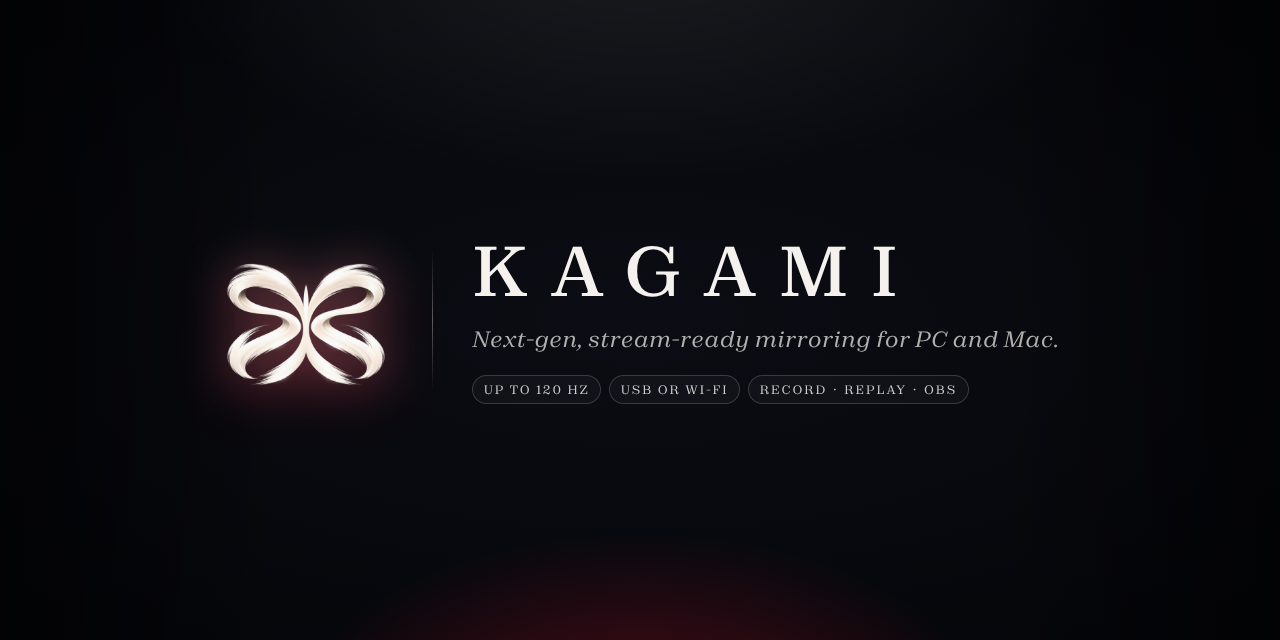 KAGAMI
Next-gen, stream-ready mirroring for PC and Mac.
UP TO 120 HZ
USB OR WI-FI
RECORD · REPLAY · OBS